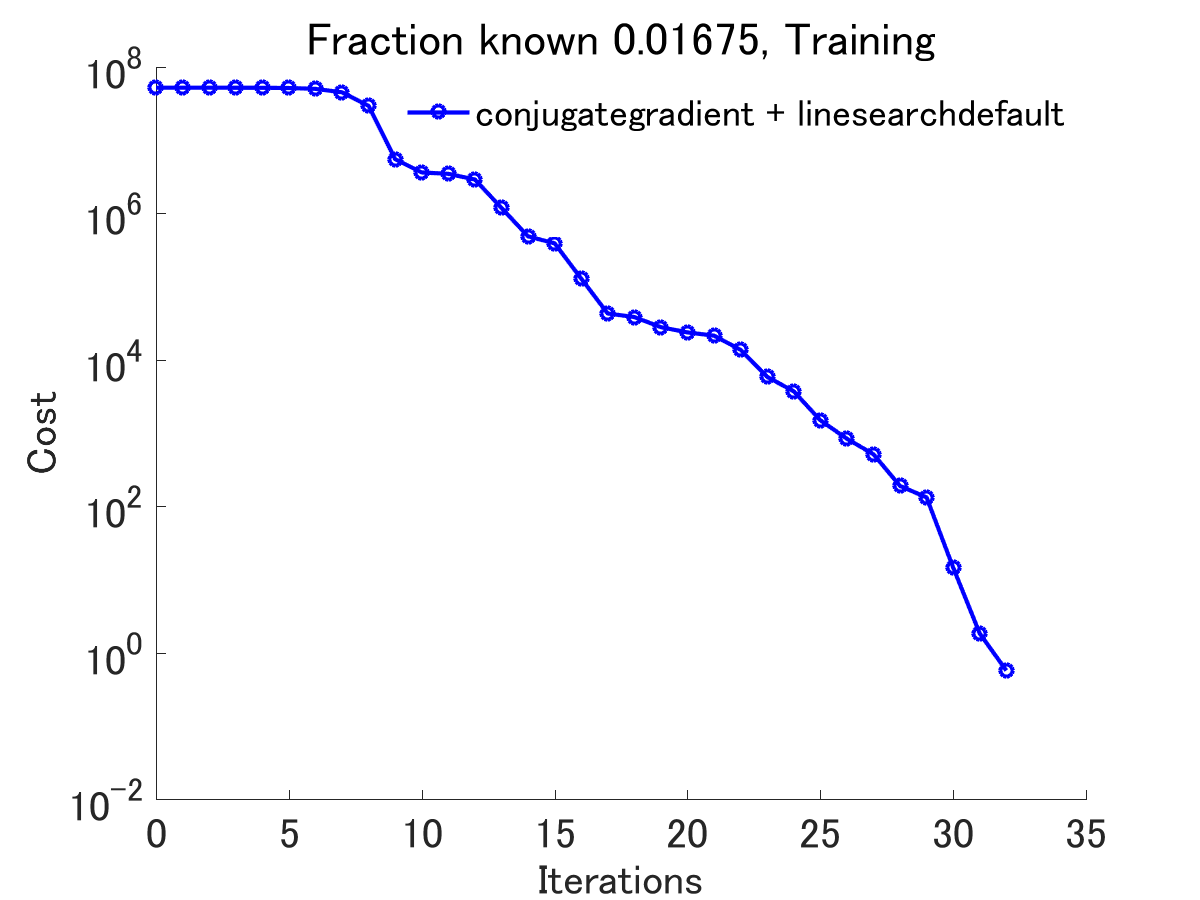 Fraction known 0.01675, Training
conjugategradient + linesearchdefault
10^8
10^6
10^4
10^2
10^0
10^-2
Cost
0 5 10 15 20 25 30 35
Iterations